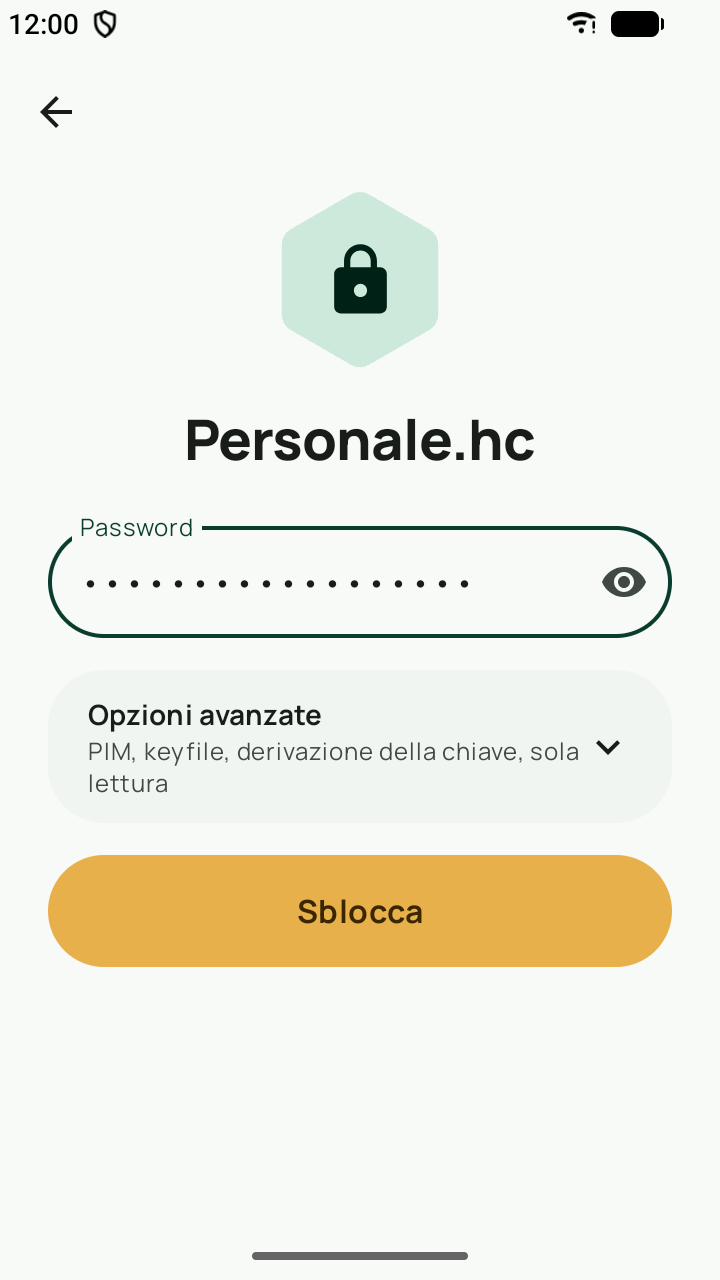 12:00
Personale.hc
Password
••••••••••••••••••
Opzioni avanzate
PIM, keyfile, derivazione della chiave, sola
lettura
Sblocca